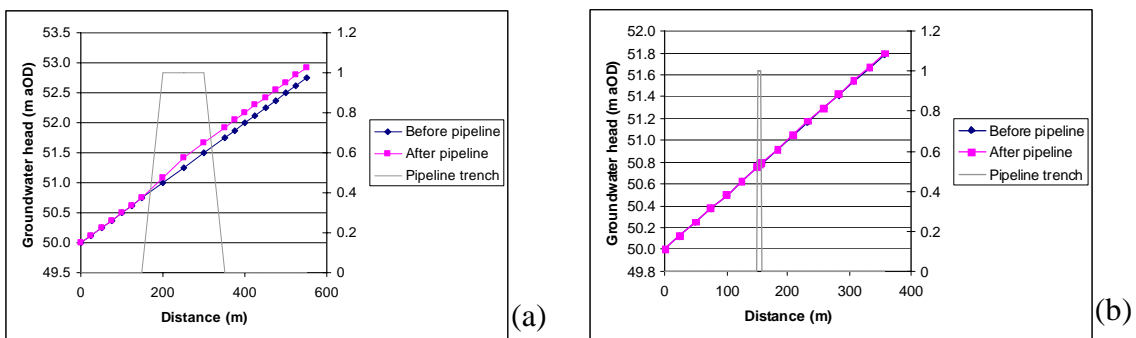 53.5
53.0
52.5
52.0
51.5
51.0
50.5
50.0
49.5
Groundwater head (m aOD)
1.2
1
0.8
0.6
0.4
0.2
0
0 200 400 600
Distance (m)
Before pipeline
After pipeline
Pipeline trench
(a)
52.0
51.8
51.6
51.4
51.2
51.0
50.8
50.6
50.4
50.2
50.0
49.8
Groundwater head (m aOD)
1.2
1
0.8
0.6
0.4
0.2
0
0 100 200 300 400
Distance (m)
Before pipeline
After pipeline
Pipeline trench
(b)